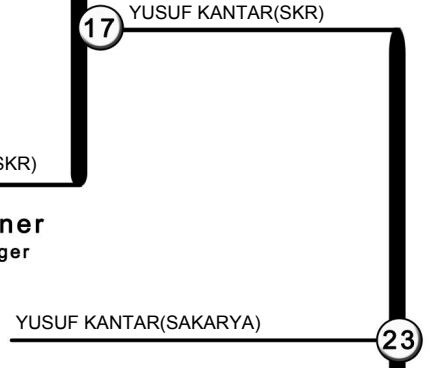 YUSUF KANTAR(SKR)
17
SKR)
ner
ger
YUSUF KANTAR(SAKARYA)
23